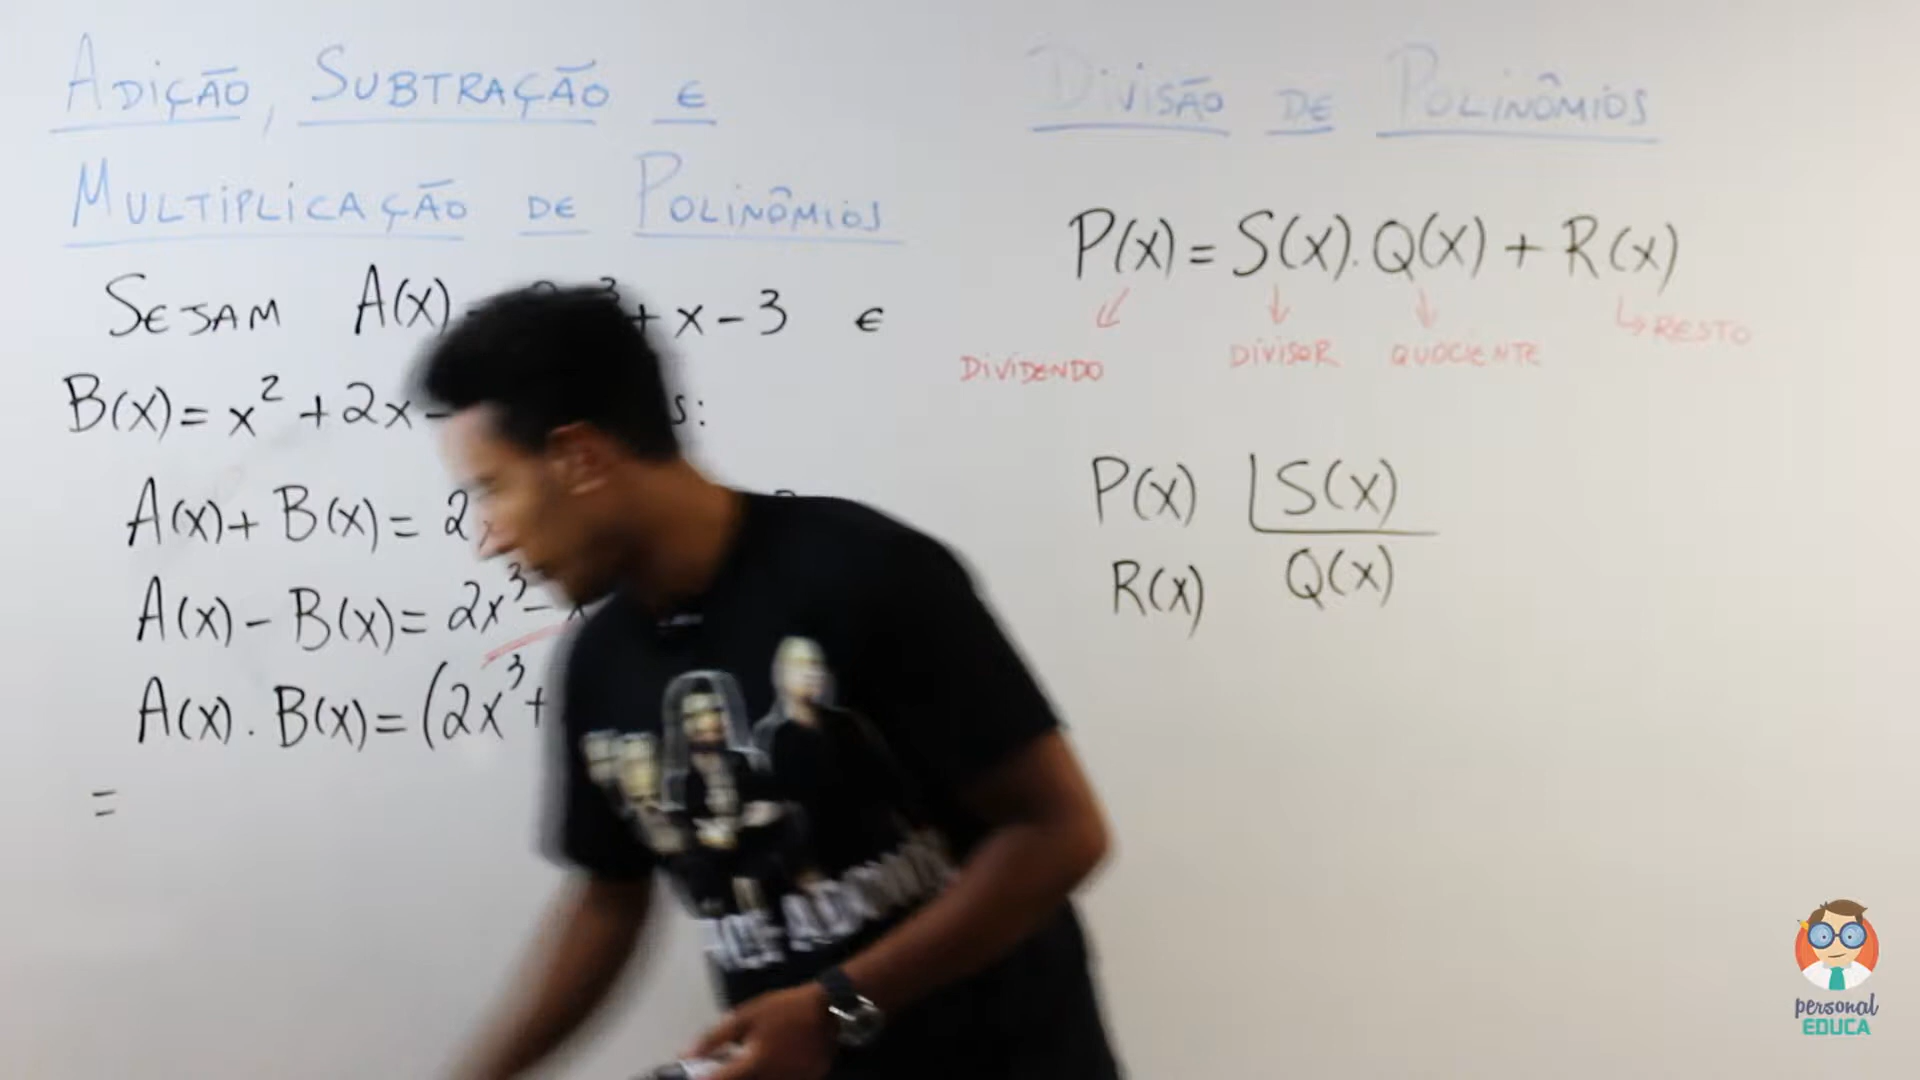 ADIÇÃO, SUBTRAÇÃO E
MULTIPLICAÇÃO DE POLINÔMIOS
SEJAM A(x) + x - 3 E
B(x) = x² + 2x - s:
A(x) + B(x) = 2x
A(x) - B(x) = 2x³ - x
A(x) . B(x) = (2x³ +
=
DIVISÃO DE POLINÔMIOS
P(x) = S(x) . Q(x) + R(x)
DIVIDENDO DIVISOR QUOCIENTE RESTO
P(x) S(x)
R(x) Q(x)
personal
EDUCA